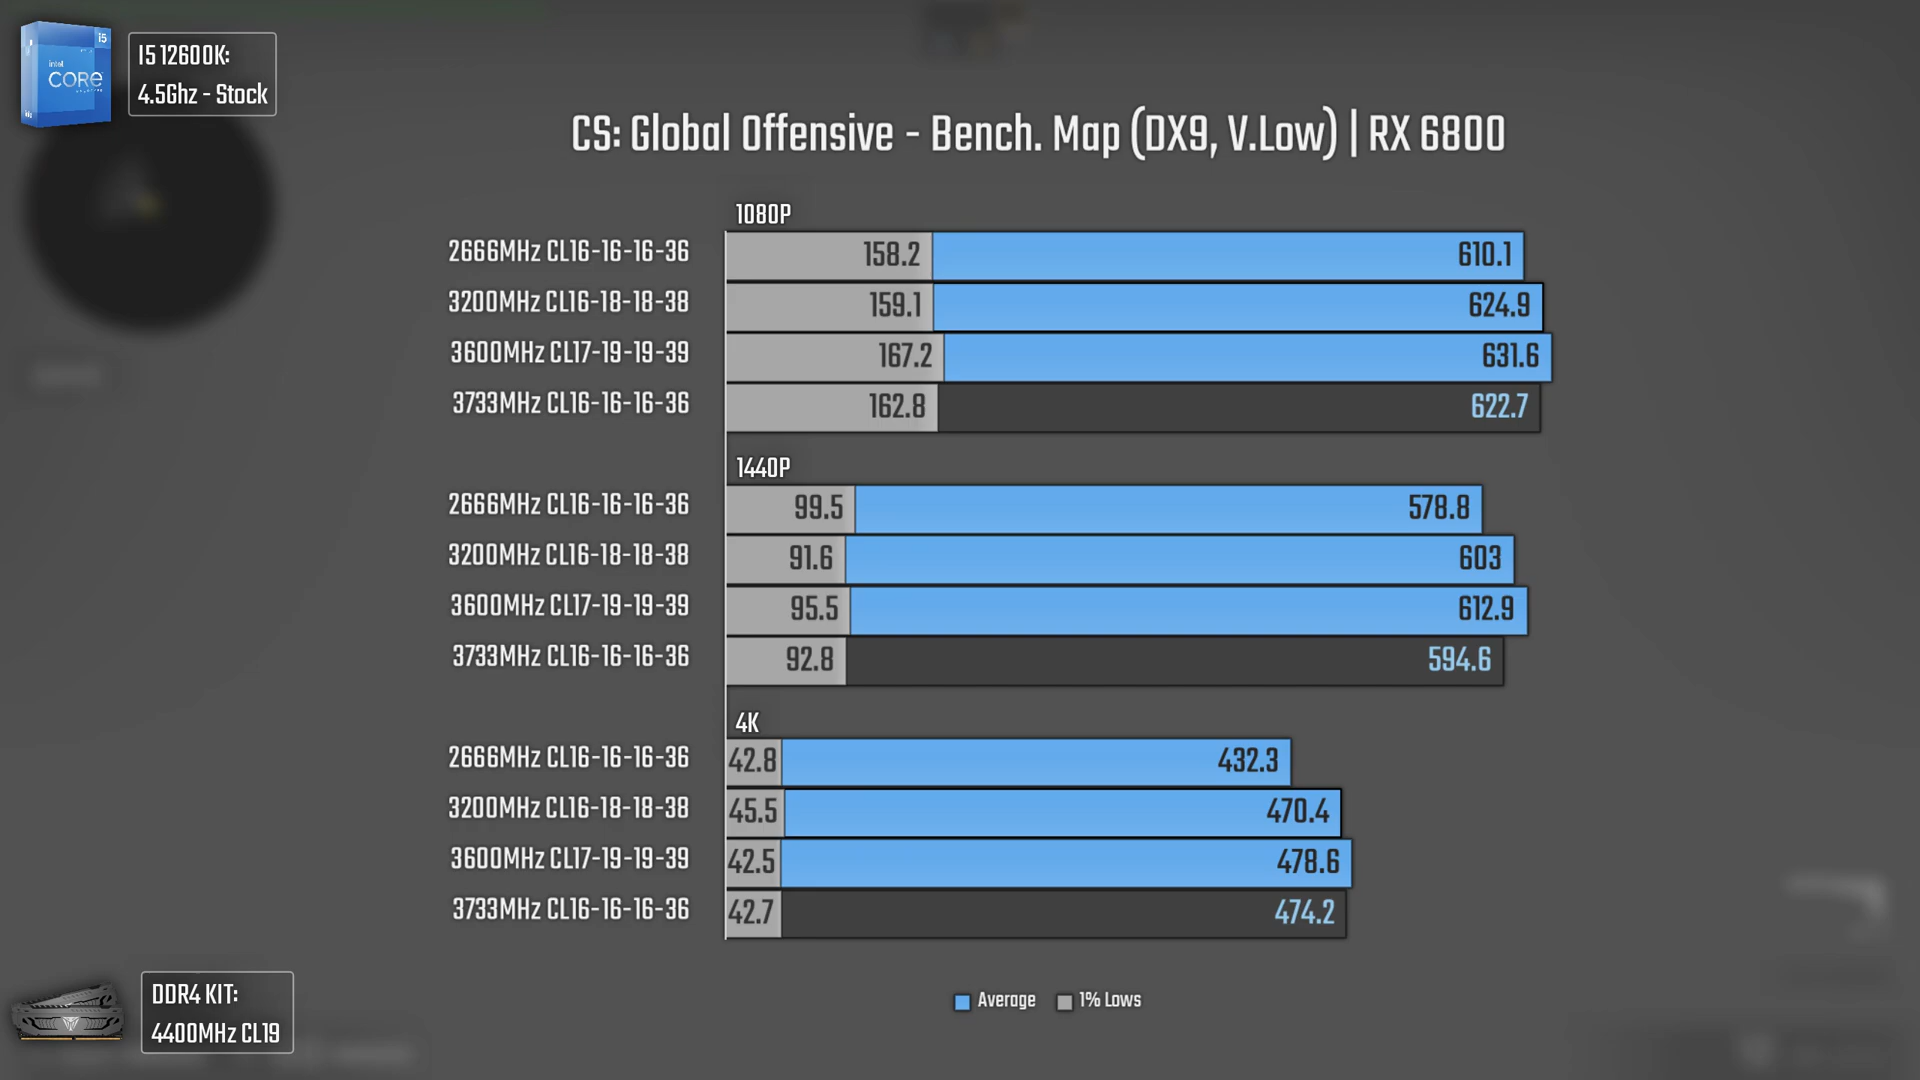 i5
intel
CORE
I5 12600K:
4.5Ghz - Stock
CS: Global Offensive - Bench. Map (DX9, V.Low) | RX 6800
1080P
2666MHz CL16-16-16-36 158.2 610.1
3200MHz CL16-18-18-38 159.1 624.9
3600MHz CL17-19-19-39 167.2 631.6
3733MHz CL16-16-16-36 162.8 622.7
1440P
2666MHz CL16-16-16-36 99.5 578.8
3200MHz CL16-18-18-38 91.6 603
3600MHz CL17-19-19-39 95.5 612.9
3733MHz CL16-16-16-36 92.8 594.6
4K
2666MHz CL16-16-16-36 42.8 432.3
3200MHz CL16-18-18-38 45.5 470.4
3600MHz CL17-19-19-39 42.5 478.6
3733MHz CL16-16-16-36 42.7 474.2
Average 1% Lows
DDR4 KIT:
4400MHz CL19